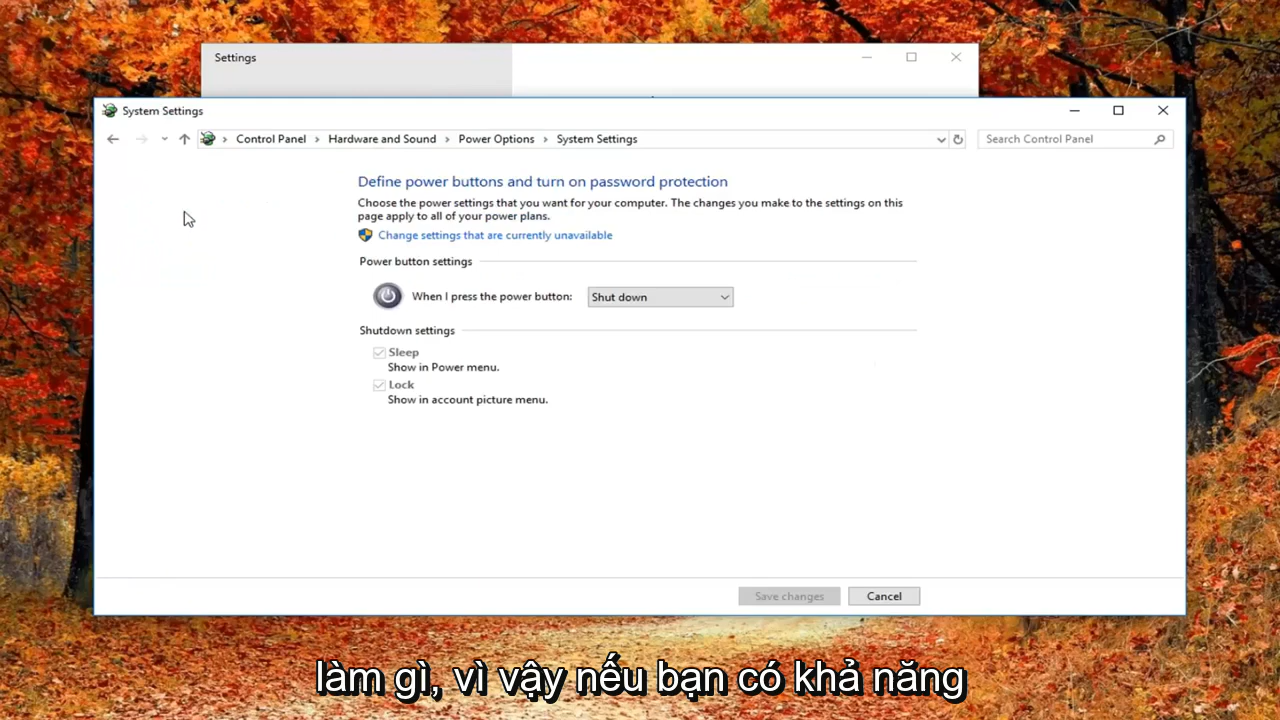 Settings
System Settings
Control Panel > Hardware and Sound > Power Options > System Settings
Search Control Panel
Define power buttons and turn on password protection
Choose the power settings that you want for your computer. The changes you make to the settings on this
page apply to all of your power plans.
Change settings that are currently unavailable
Power button settings
When I press the power button: Shut down
Shutdown settings
Sleep
Show in Power menu.
Lock
Show in account picture menu.
Save changes Cancel
làm gì, vì vậy nếu bạn có khả năng